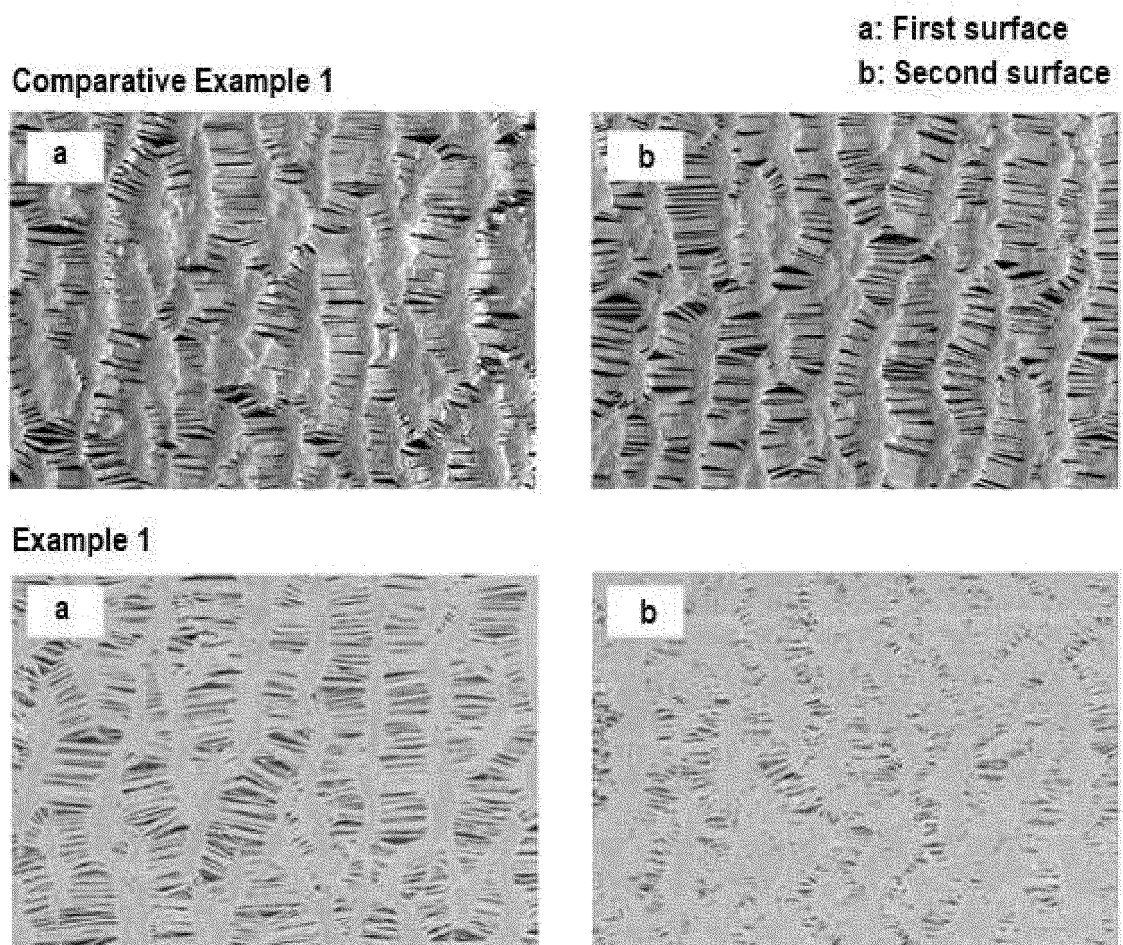 a: First surface
b: Second surface
Comparative Example 1
a
b
Example 1
a
b